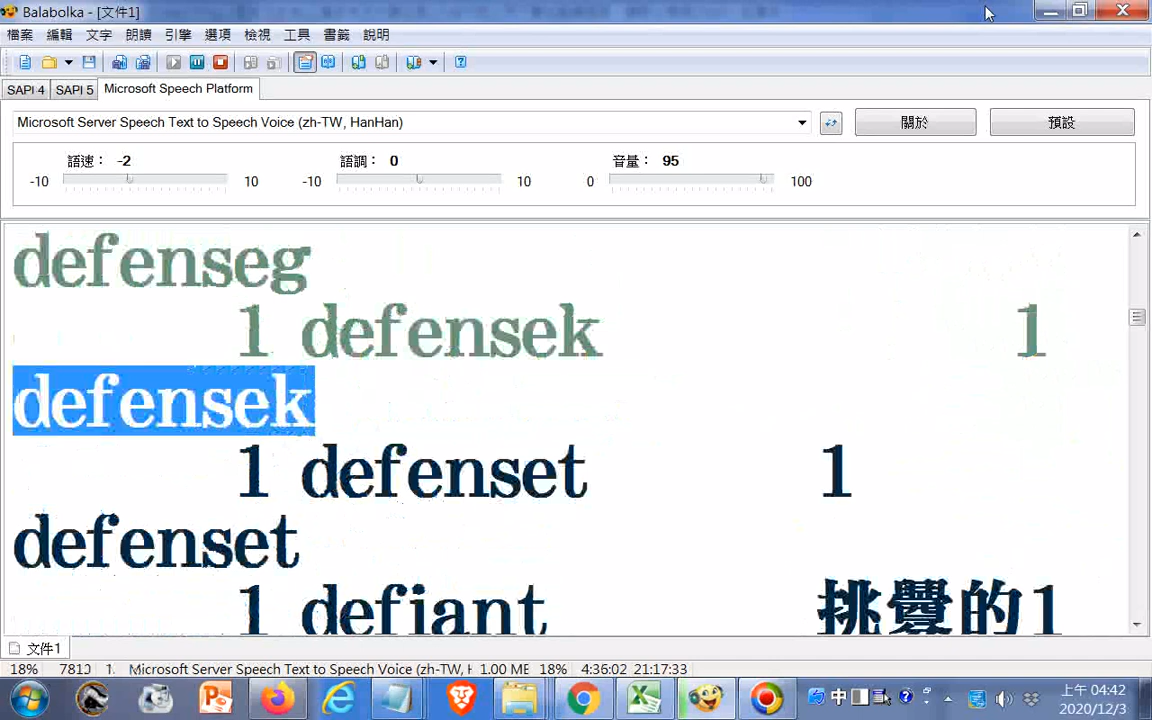 Balabolka - [文件1]
檔案 編輯 文字 朗讀 引擎 選項 檢視 工具 書籤 說明
SAPI 4 SAPI 5 Microsoft Speech Platform
Microsoft Server Speech Text to Speech Voice (zh-TW, HanHan) 關於 預設
語速： -2 語調： 0 音量： 95
-10 10 -10 10 0 100
defenseg
1 defensek 1
defensek
1 defenset 1
defenset
1 defiant 挑釁的1
文件1
18% 1. Microsoft Server Speech Text to Speech Voice (zh-TW, 1.00 ME 18% 4:36:02 21:17:33
中 上午 04:42
2020/12/3